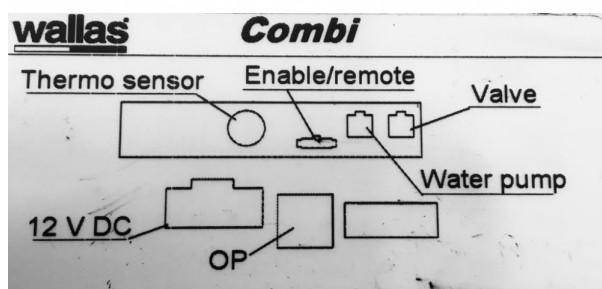 wallas Combi
Thermo sensor
Enable/remote
Valve
Water pump
12 V DC
OP